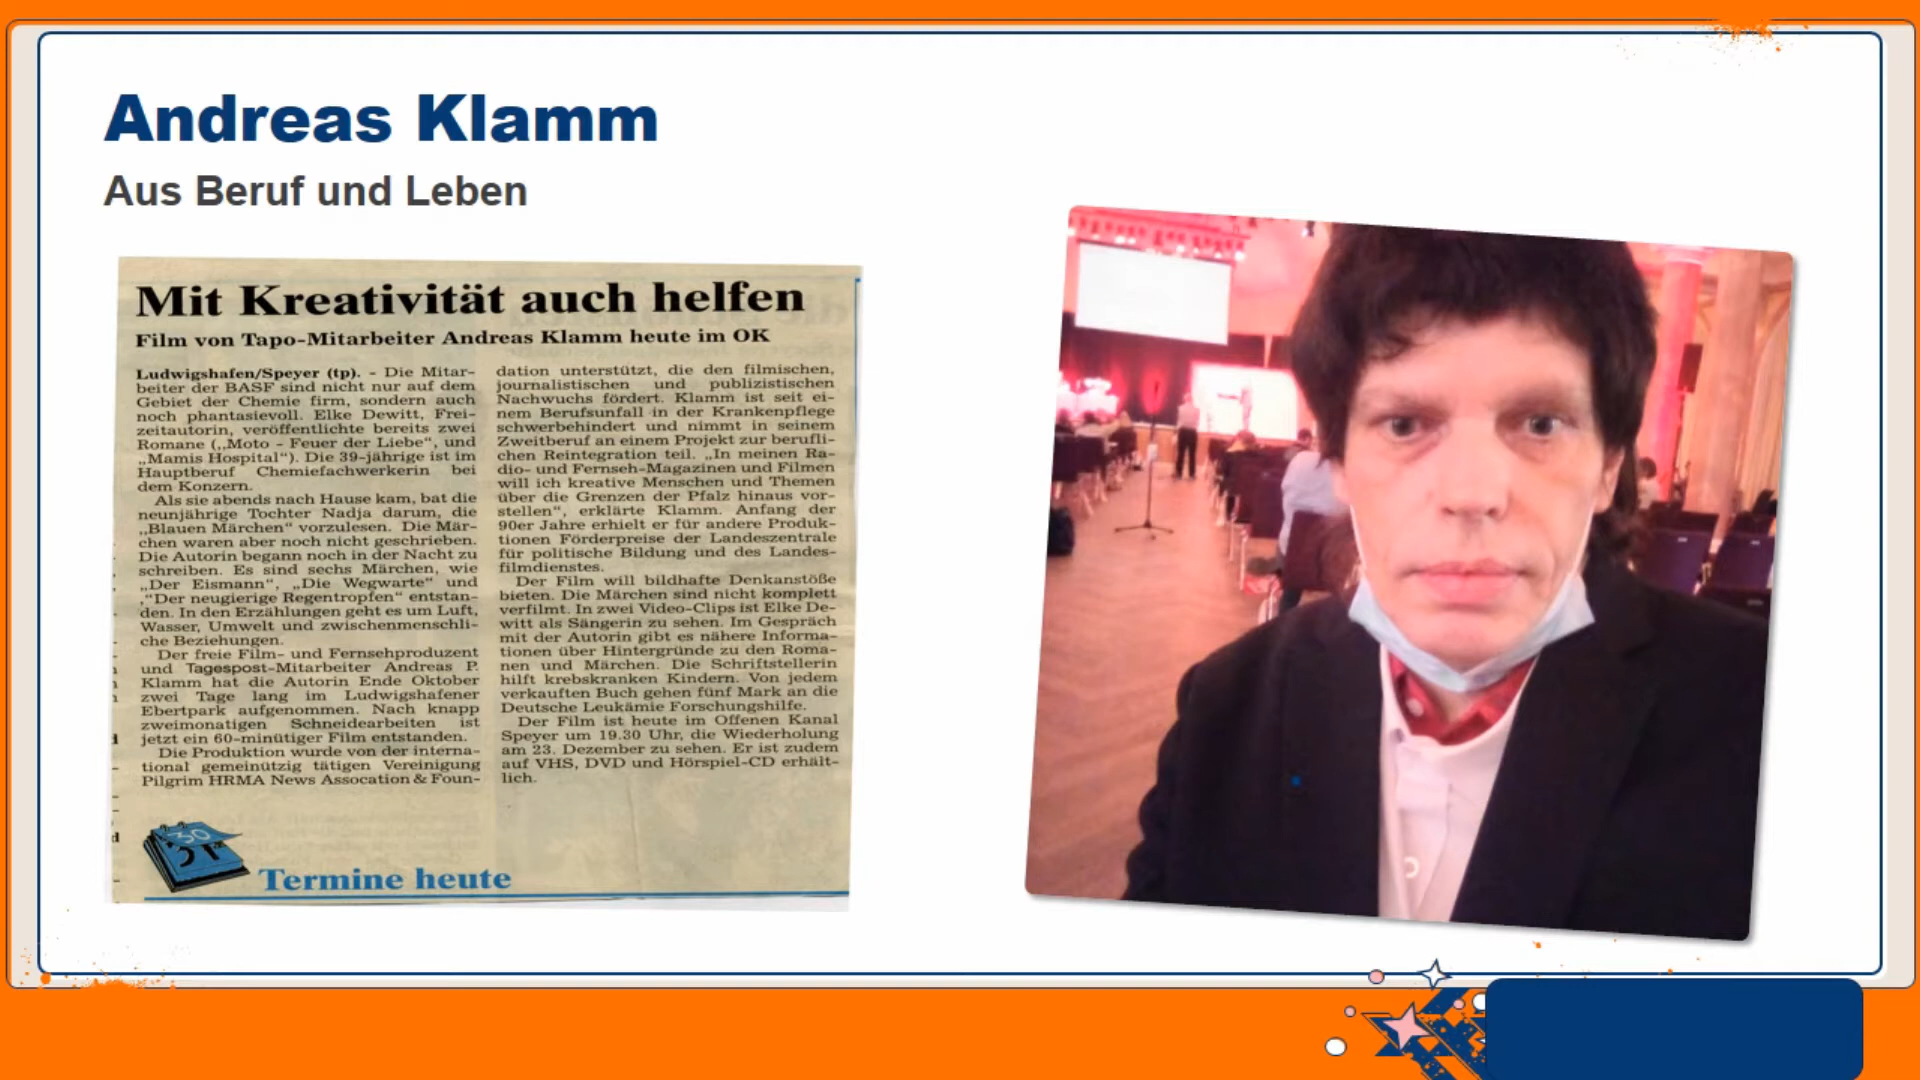 Andreas Klamm
Aus Beruf und Leben
Mit Kreativität auch helfen
Film von Tapo-Mitarbeiter Andreas Klamm heute im OK
Ludwigshafen/Speyer (tp). - Die Mitar-
beiter der BASF sind nicht nur auf dem
Gebiet der Chemie firm, sondern auch
noch phantasievoll. Elke Dewitt, Frei-
zeitautorin, veröffentlichte bereits zwei
Romane („Moto - Feuer der Liebe“, und
„Mamis Hospital“). Die 39-jährige ist im
Hauptberuf Chemiefachwerkerin bei
dem Konzern.
Als sie abends nach Hause kam, bat die
neunjährige Tochter Nadja darum, die
„Blauen Märchen“ vorzulesen. Die Mär-
chen waren aber noch nicht geschrieben.
Die Autorin begann noch in der Nacht zu
schreiben. Es sind sechs Märchen, wie
„Der Eismann“, „Die Wegwarte“ und
„Der neugierige Regentropfen“ entstan-
den. In den Erzählungen geht es um Luft,
Wasser, Umwelt und zwischenmenschli-
che Beziehungen.
Der freie Film- und Fernsehproduzent
und Tagespost-Mitarbeiter Andreas P.
Klamm hat die Autorin Ende Oktober
zwei Tage lang im Ludwigshafener
Ebertpark aufgenommen. Nach knapp
zweimonatigen Schneidearbeiten ist
jetzt ein 60-minütiger Film entstanden.
Die Produktion wurde von der interna-
tional gemeinützig tätigen Vereinigung
Pilgrim HRMA News Assocation & Foun-
dation unterstützt, die den filmischen,
journalistischen und publizistischen
Nachwuchs fördert. Klamm ist seit ei-
nem Berufsunfall in der Krankenpflege
schwerbehindert und nimmt in seinem
Zweitberuf an einem Projekt zur berufli-
chen Reintegration teil. „In meinen Ra-
dio- und Fernseh-Magazinen und Filmen
will ich kreative Menschen und Themen
über die Grenzen der Pfalz hinaus vor-
stellen“, erklärte Klamm. Anfang der
90er Jahre erhielt er für andere Produk-
tionen Förderpreise der Landeszentrale
für politische Bildung und des Landes-
filmdienstes.
Der Film will bildhafte Denkanstöße
bieten. Die Märchen sind nicht komplett
verfilmt. In zwei Video-Clips ist Elke De-
witt als Sängerin zu sehen. Im Gespräch
mit der Autorin gibt es nähere Informa-
tionen über Hintergründe zu den Roma-
nen und Märchen. Die Schriftstellerin
hilft krebskranken Kindern. Von jedem
verkauften Buch gehen fünf Mark an die
Deutsche Leukämie Forschungshilfe.
Der Film ist heute im Offenen Kanal
Speyer um 19.30 Uhr, die Wiederholung
am 23. Dezember zu sehen. Er ist zudem
auf VHS, DVD und Hörspiel-CD erhält-
lich.
30
31
Termine heute